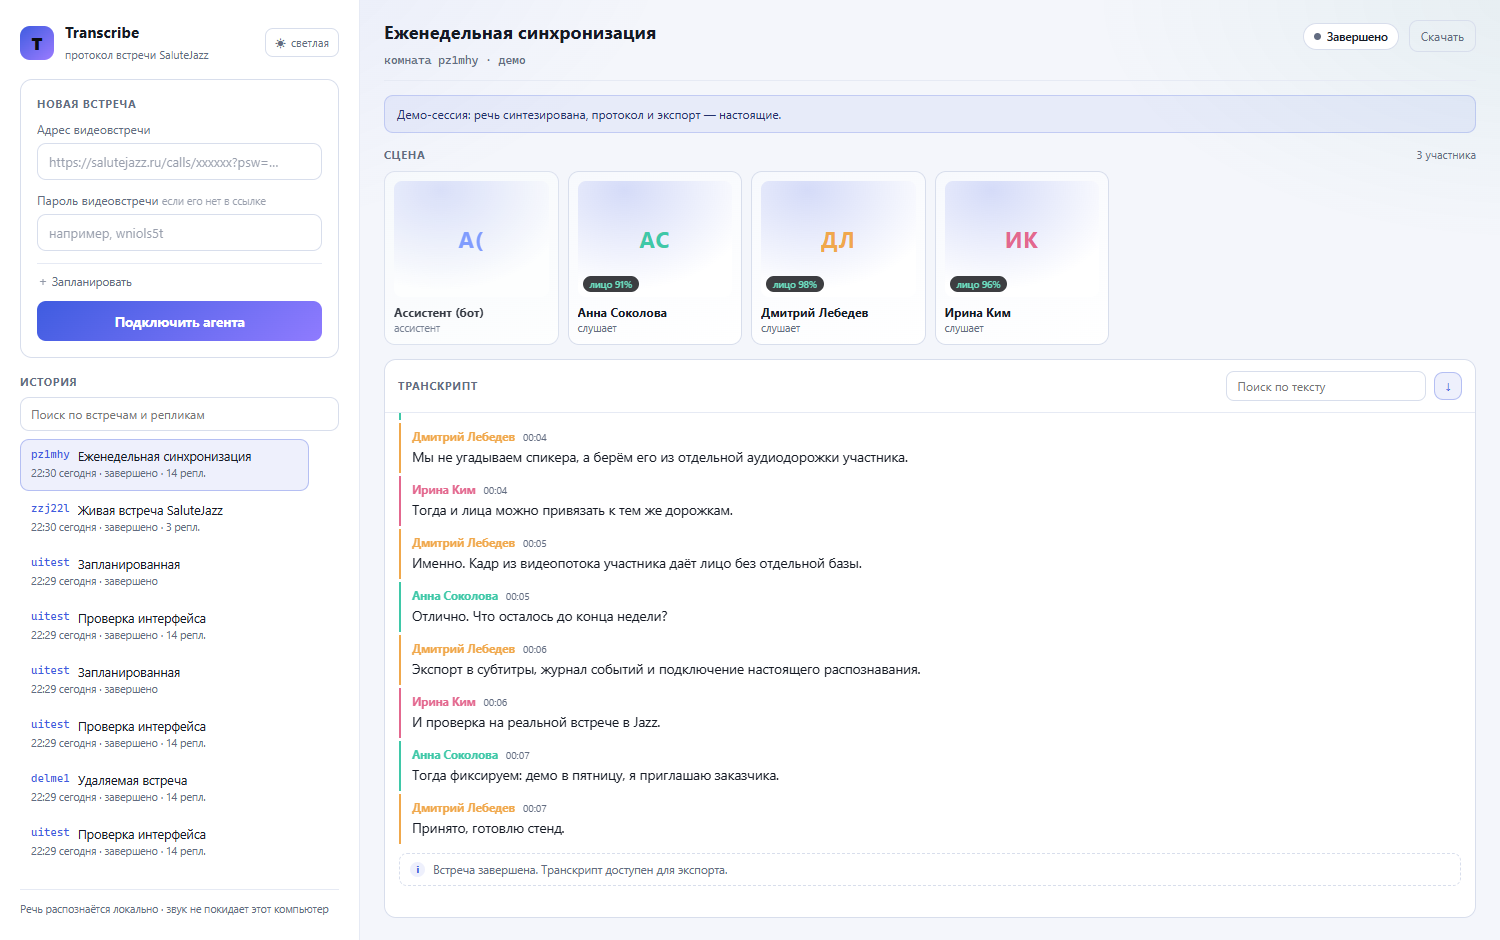 T
Transcribe
протокол встречи SaluteJazz
☀ светлая
НОВАЯ ВСТРЕЧА
Адрес видеовстречи
https://salutejazz.ru/calls/xxxxxx?psw=...
Пароль видеовстречи если его нет в ссылке
например, wniols5t
+ Запланировать
Подключить агента
ИСТОРИЯ
Поиск по встречам и репликам
pz1mhy Еженедельная синхронизация
22:30 сегодня · завершено · 14 репл.
zzj22l Живая встреча SaluteJazz
22:30 сегодня · завершено · 3 репл.
uitest Запланированная
22:29 сегодня · завершено
uitest Проверка интерфейса
22:29 сегодня · завершено · 14 репл.
uitest Запланированная
22:29 сегодня · завершено
uitest Проверка интерфейса
22:29 сегодня · завершено · 14 репл.
delme1 Удаляемая встреча
22:29 сегодня · завершено · 14 репл.
uitest Проверка интерфейса
22:29 сегодня · завершено · 14 репл.
Речь распознаётся локально · звук не покидает этот компьютер
Еженедельная синхронизация
комната pz1mhy · демо
Завершено
Скачать
Демо-сессия: речь синтезирована, протокол и экспорт — настоящие.
СЦЕНА
3 участника
А(
Ассистент (бот)
ассистент
АС
лицо 91%
Анна Соколова
слушает
ДЛ
лицо 98%
Дмитрий Лебедев
слушает
ИК
лицо 96%
Ирина Ким
слушает
ТРАНСКРИПТ
Поиск по тексту
↓
Дмитрий Лебедев 00:04
Мы не угадываем спикера, а берём его из отдельной аудиодорожки участника.
Ирина Ким 00:04
Тогда и лица можно привязать к тем же дорожкам.
Дмитрий Лебедев 00:05
Именно. Кадр из видеопотока участника даёт лицо без отдельной базы.
Анна Соколова 00:05
Отлично. Что осталось до конца недели?
Дмитрий Лебедев 00:06
Экспорт в субтитры, журнал событий и подключение настоящего распознавания.
Ирина Ким 00:06
И проверка на реальной встрече в Jazz.
Анна Соколова 00:07
Тогда фиксируем: демо в пятницу, я приглашаю заказчика.
Дмитрий Лебедев 00:07
Принято, готовлю стенд.
i Встреча завершена. Транскрипт доступен для экспорта.